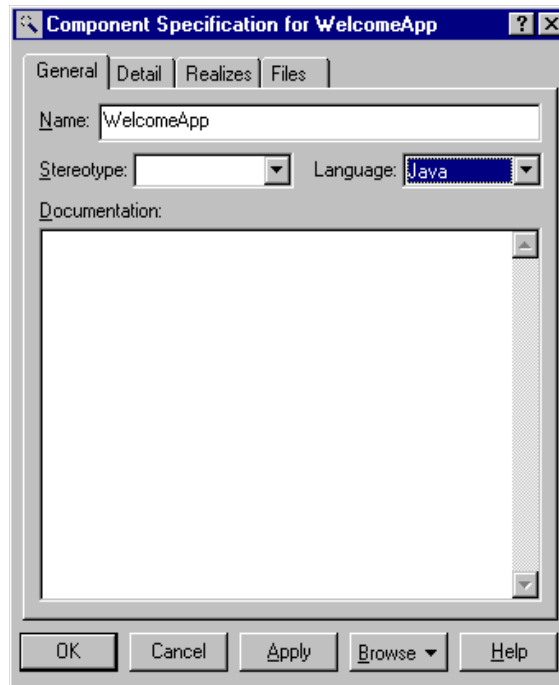 Component Specification for WelcomeApp
General Detail Realizes Files
Name: WelcomeApp
Stereotype: Language: Java
Documentation:
OK Cancel Apply Browse Help